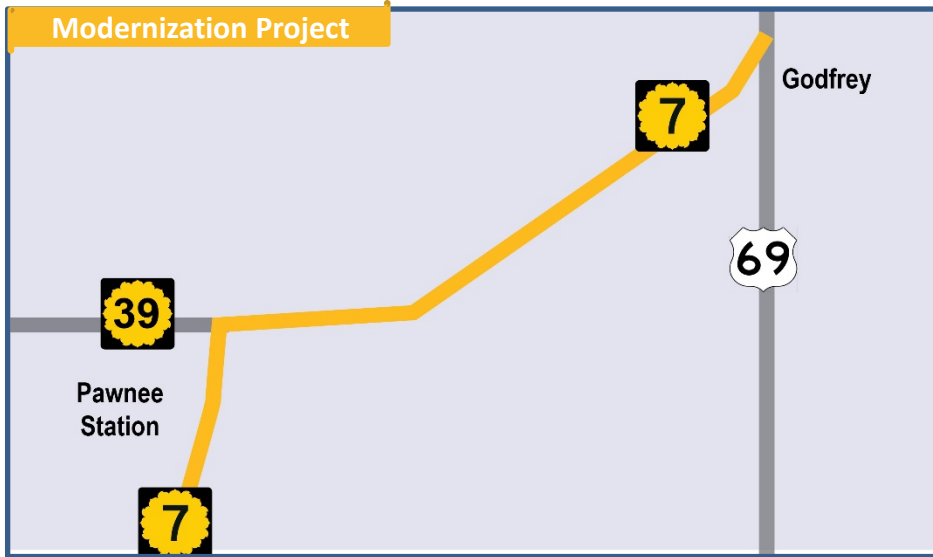 Modernization Project
Godfrey
7
69
39
Pawnee
Station
7